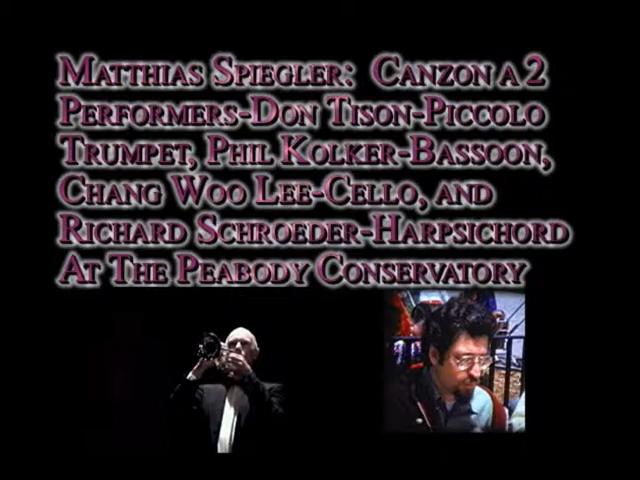 Matthias Spiegler: Canzon a 2
Performers-Don Tison-Piccolo
Trumpet, Phil Kolker-Bassoon,
Chang Woo Lee-Cello, and
Richard Schroeder-Harpsichord
At The Peabody Conservatory